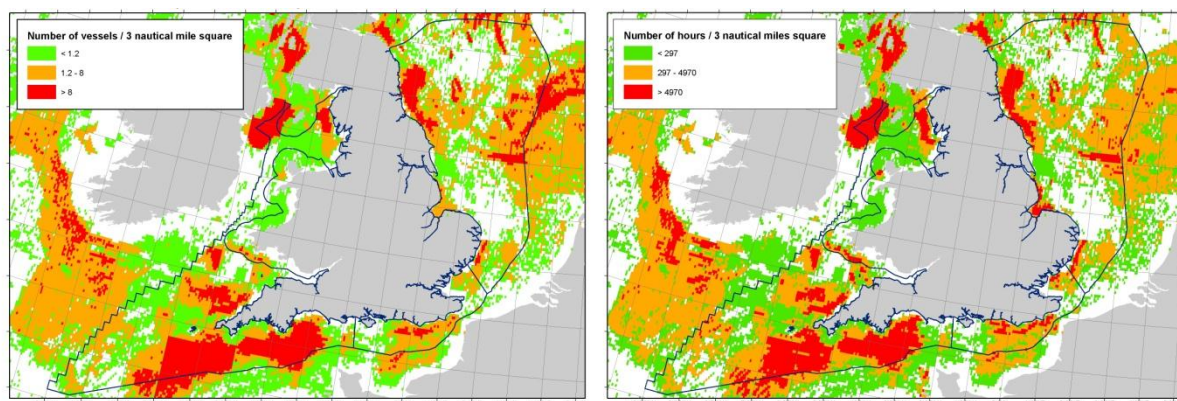 Number of vessels / 3 nautical mile square
< 1.2
1.2 - 8
> 8
Number of hours / 3 nautical miles square
< 297
297 - 4970
> 4970